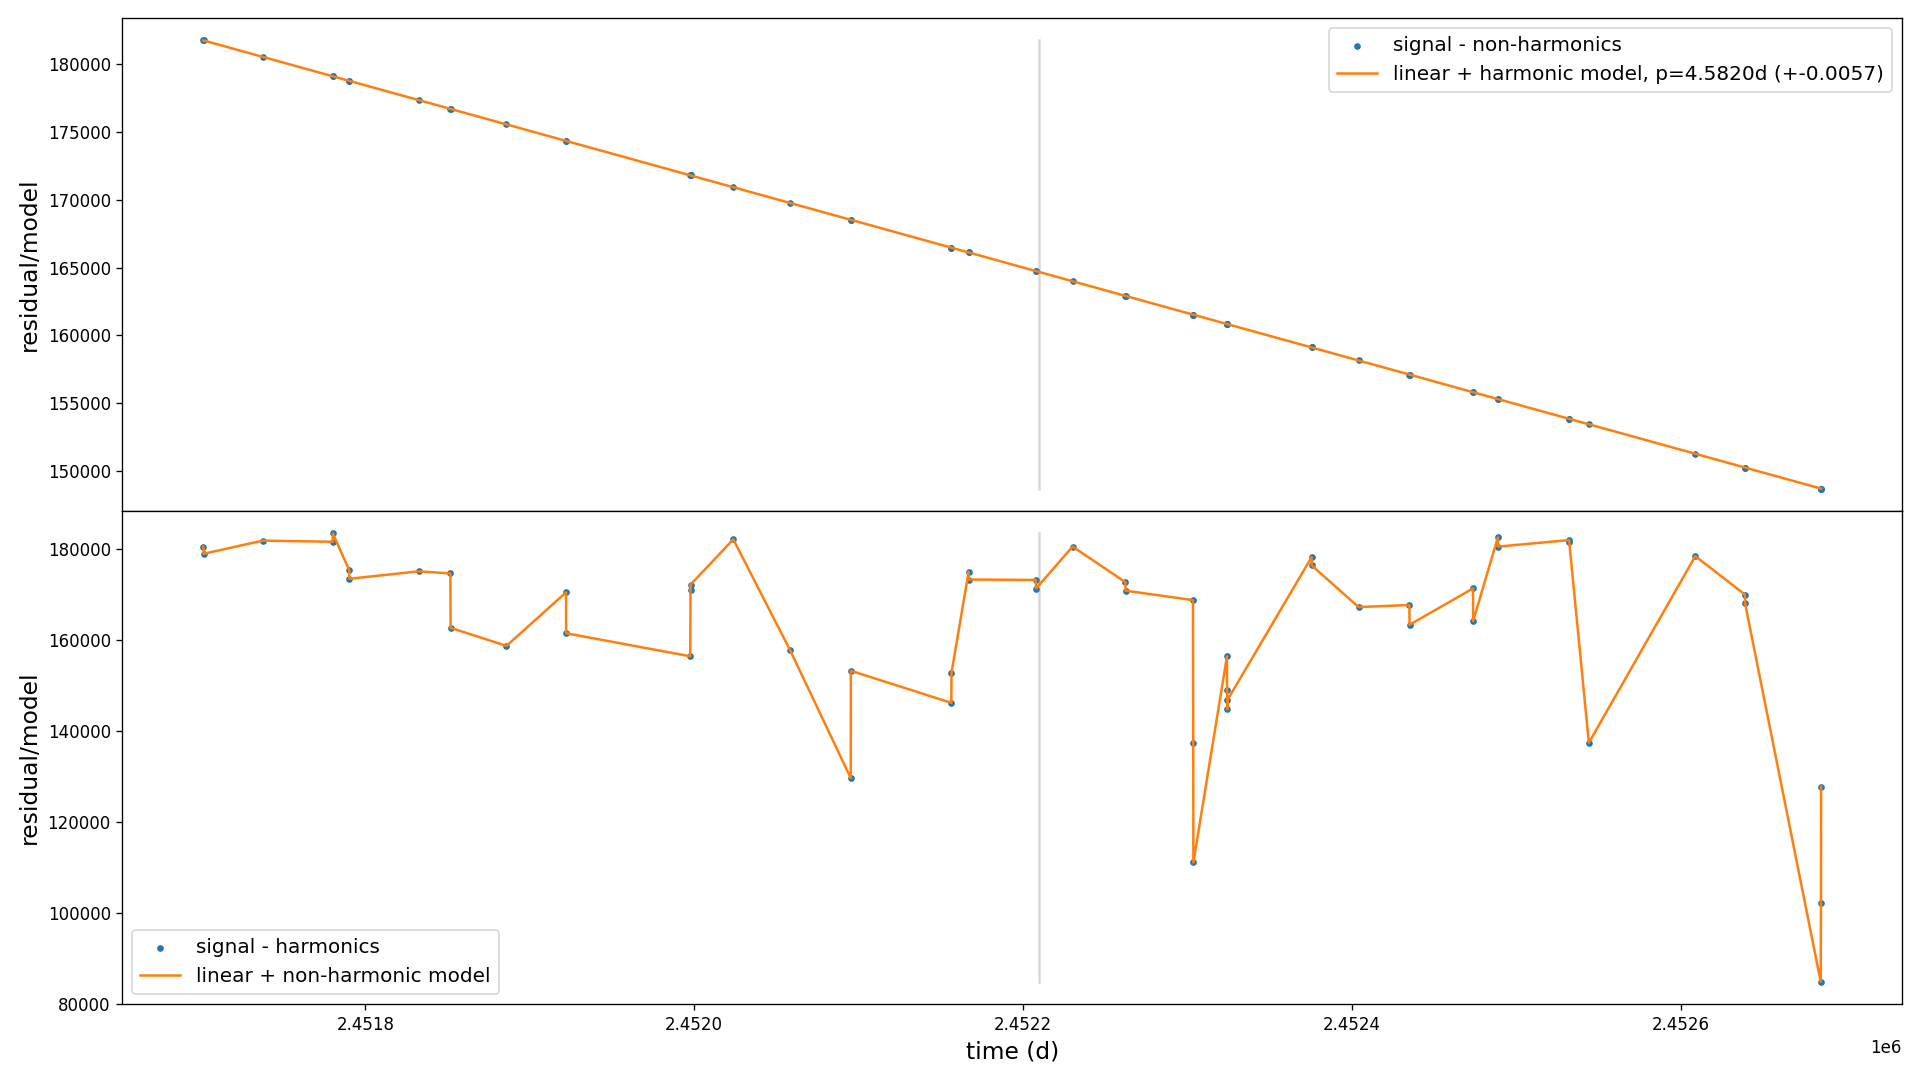 180000
175000
170000
165000
160000
155000
150000
residual/model
signal - non-harmonics
linear + harmonic model, p=4.5820d (+-0.0057)
180000
160000
140000
120000
100000
80000
residual/model
signal - harmonics
linear + non-harmonic model
2.4518
2.4520
2.4522
2.4524
2.4526
time (d)
1e6